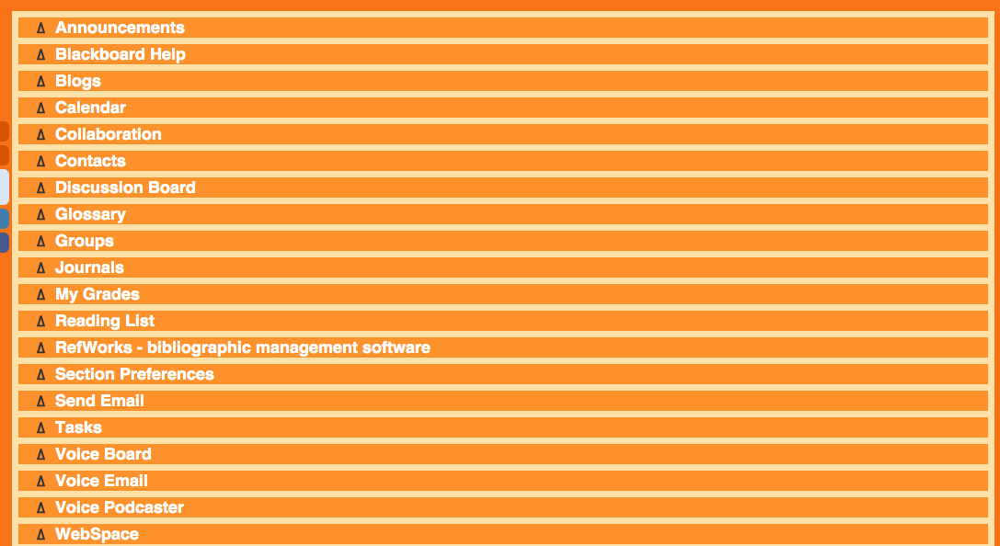 Announcements
Blackboard Help
Blogs
Calendar
Collaboration
Contacts
Discussion Board
Glossary
Groups
Journals
My Grades
Reading List
RefWorks - bibliographic management software
Section Preferences
Send Email
Tasks
Voice Board
Voice Email
Voice Podcaster
WebSpace